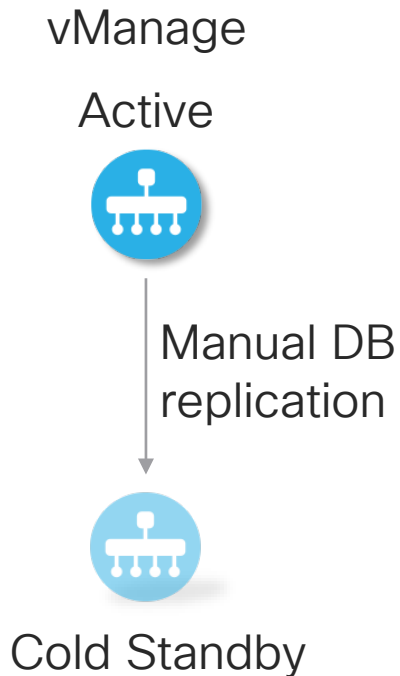 vManage
Active
Manual DB
replication
Cold Standby